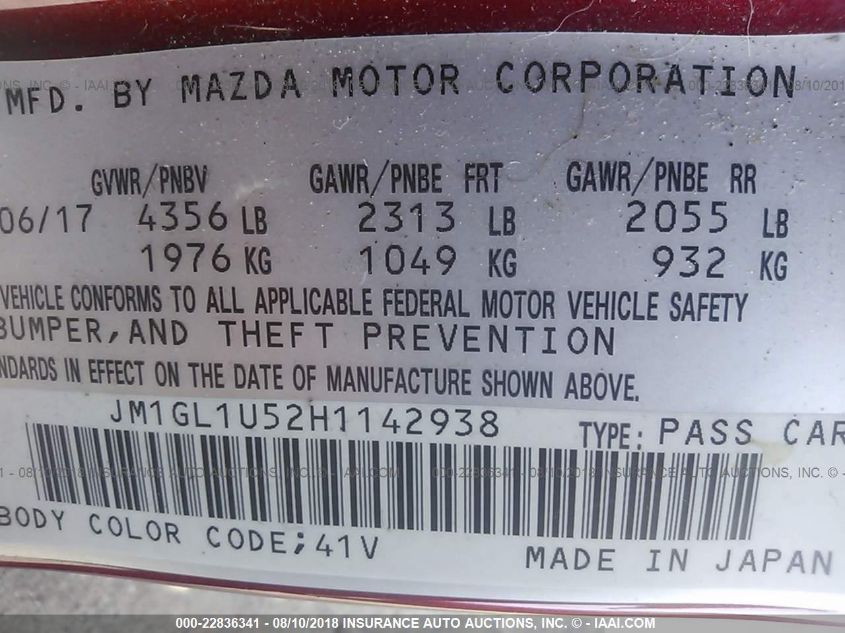 MFD. BY MAZDA MOTOR CORPORATION
GVWR/PNBV GAWR/PNBE FRT GAWR/PNBE RR
06/17 4356 LB 2313 LB 2055 LB
1976 KG 1049 KG 932 KG
VEHICLE CONFORMS TO ALL APPLICABLE FEDERAL MOTOR VEHICLE SAFETY
BUMPER, AND THEFT PREVENTION
NDARDS IN EFFECT ON THE DATE OF MANUFACTURE SHOWN ABOVE.
JM1GL1U52H1142938 TYPE: PASS CAR
BODY COLOR CODE; 41V
MADE IN JAPAN
000-22836341 - 08/10/2018 INSURANCE AUTO AUCTIONS, INC. - IAAI.COM